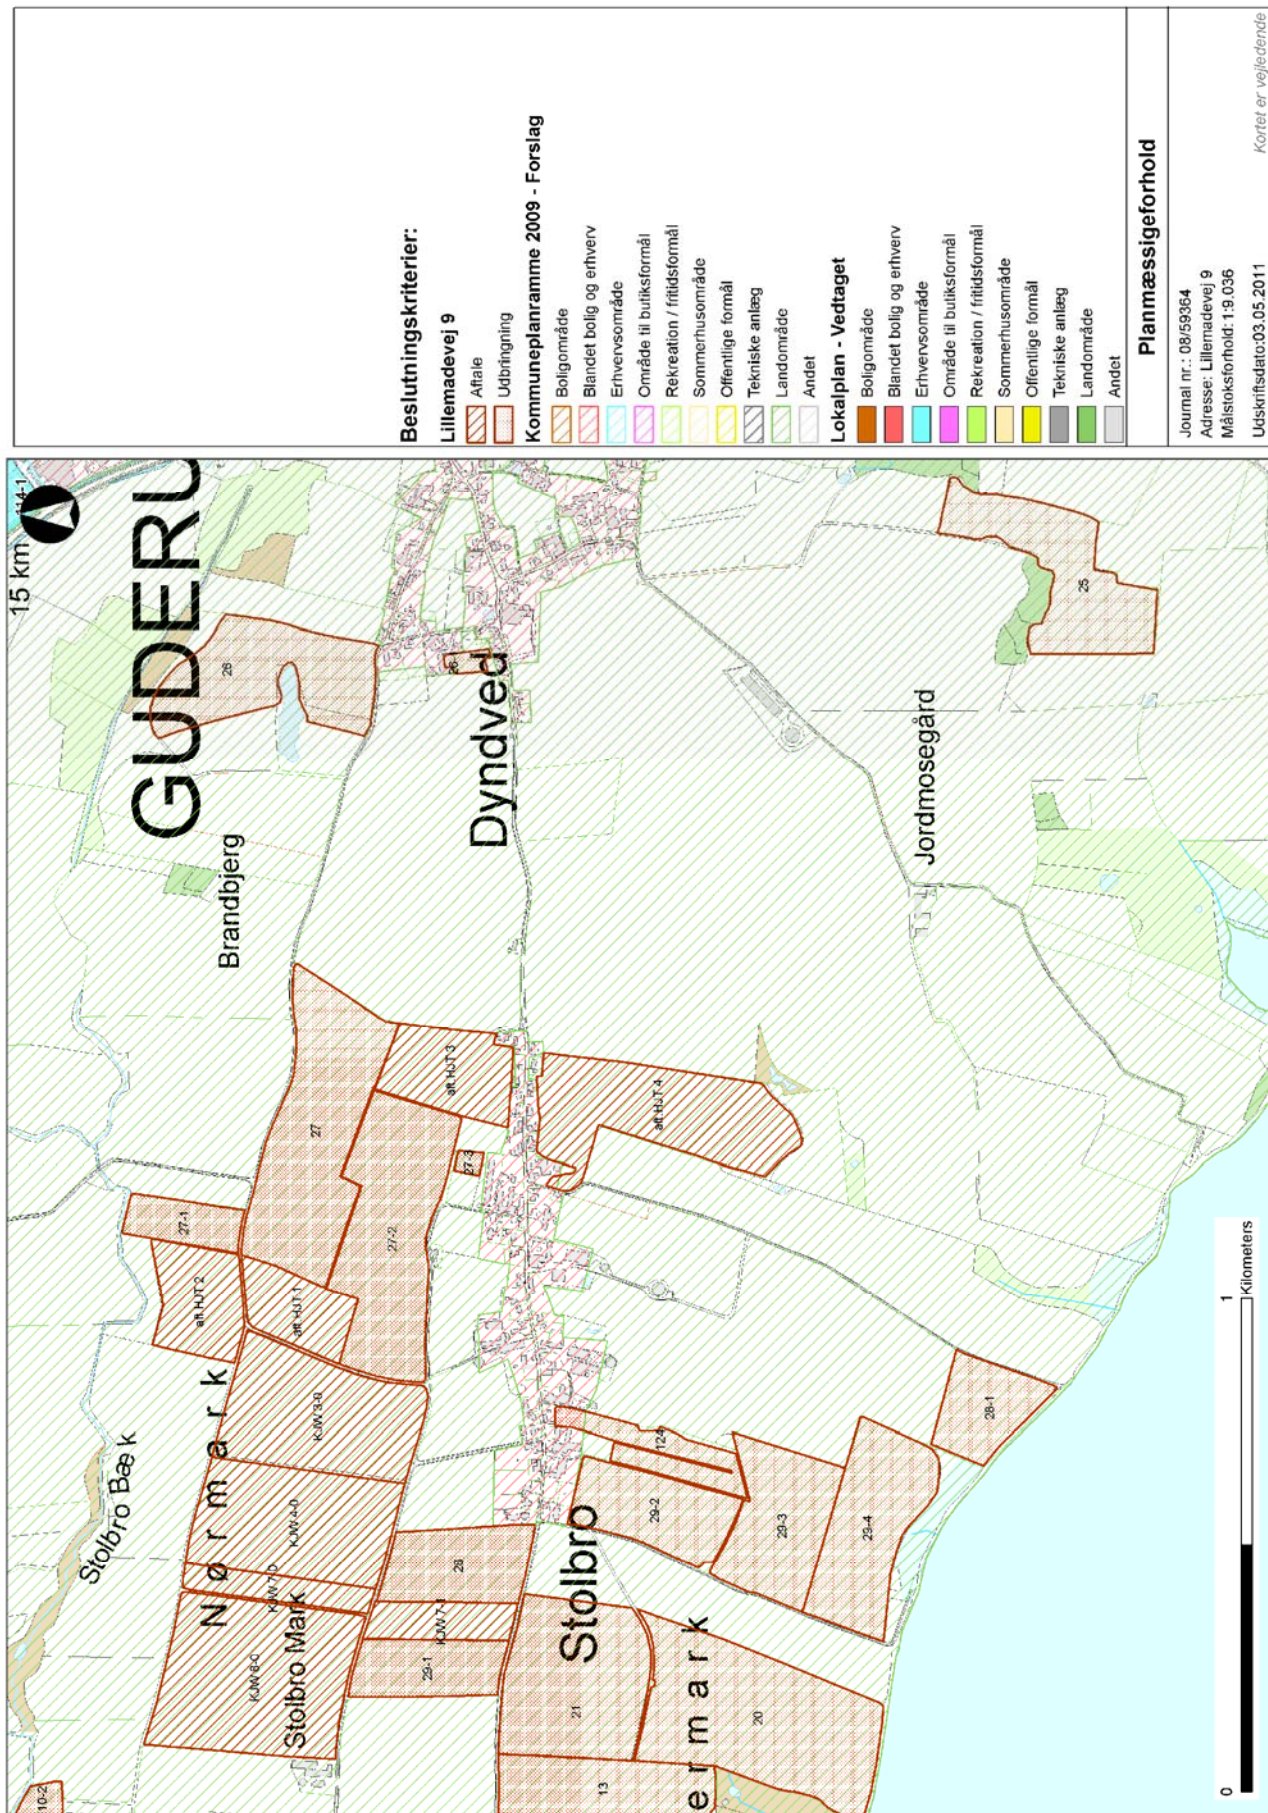 15 km
114-1
GUDERU
Brandbjerg
26
26-
Dyndved
Jordmosegård
25
27
aft.HJT 3
aft.HJT 4
27-1
27-2
27-3
aft.HJT 2
aft.HJT 1
Stolbro Bæk
Nørmark
KJW 3-0
KJW 4-0
KJW 7-0
KJW 6-0
Stolbro Mark
28
KJW 7-1
29-1
Stolbro
124
29-2
29-3
29-4
28-1
21
20
13
ermark
10-2
0
1
Kilometers
Beslutningskriterier:
Lillemadevej 9
Aftale
Udbringning
Kommuneplanramme 2009 - Forslag
Boligområde
Blandet bolig og erhverv
Erhvervsområde
Område til butiksformål
Rekreation / fritidsformål
Sommerhusområde
Offentlige formål
Tekniske anlæg
Landområde
Andet
Lokalplan - Vedtaget
Boligområde
Blandet bolig og erhverv
Erhvervsområde
Område til butiksformål
Rekreation / fritidsformål
Sommerhusområde
Offentlige formål
Tekniske anlæg
Landområde
Andet
Planmæssigeforhold
Journal nr.: 08/59364
Adresse: Lillemadevej 9
Målstoksforhold: 1:9.036
Udskriftsdato:03.05.2011
Kortet er vejledende